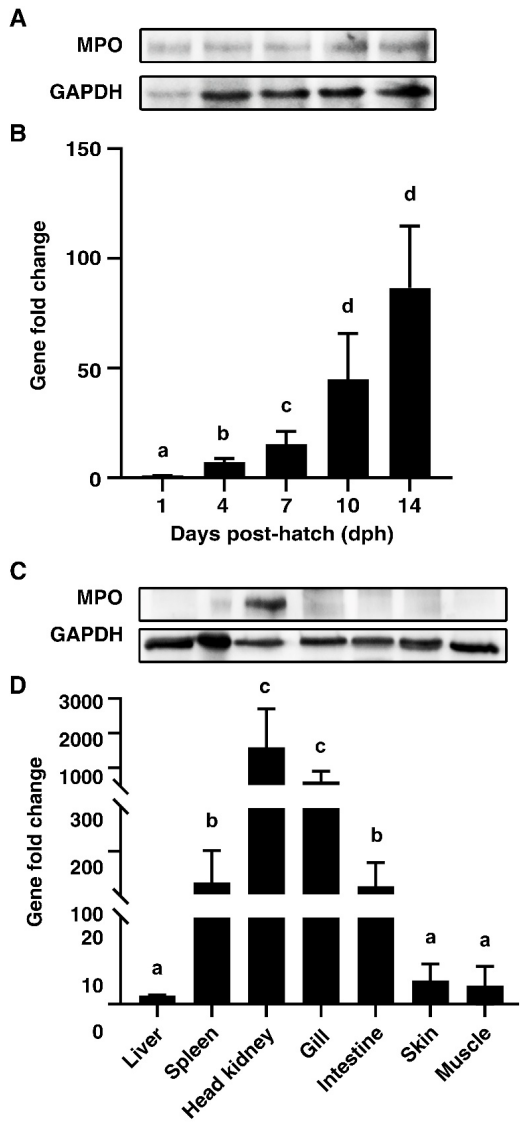 A
MPO
GAPDH
B
150
100
50
0
Gene fold change
a
b
c
d
d
1 4 7 10 14
Days post-hatch (dph)
C
MPO
GAPDH
D
3000
2000
1000
300
200
100
20
10
0
Gene fold change
a
b
c
c
b
a
a
Liver
Spleen
Head kidney
Gill
Intestine
Skin
Muscle